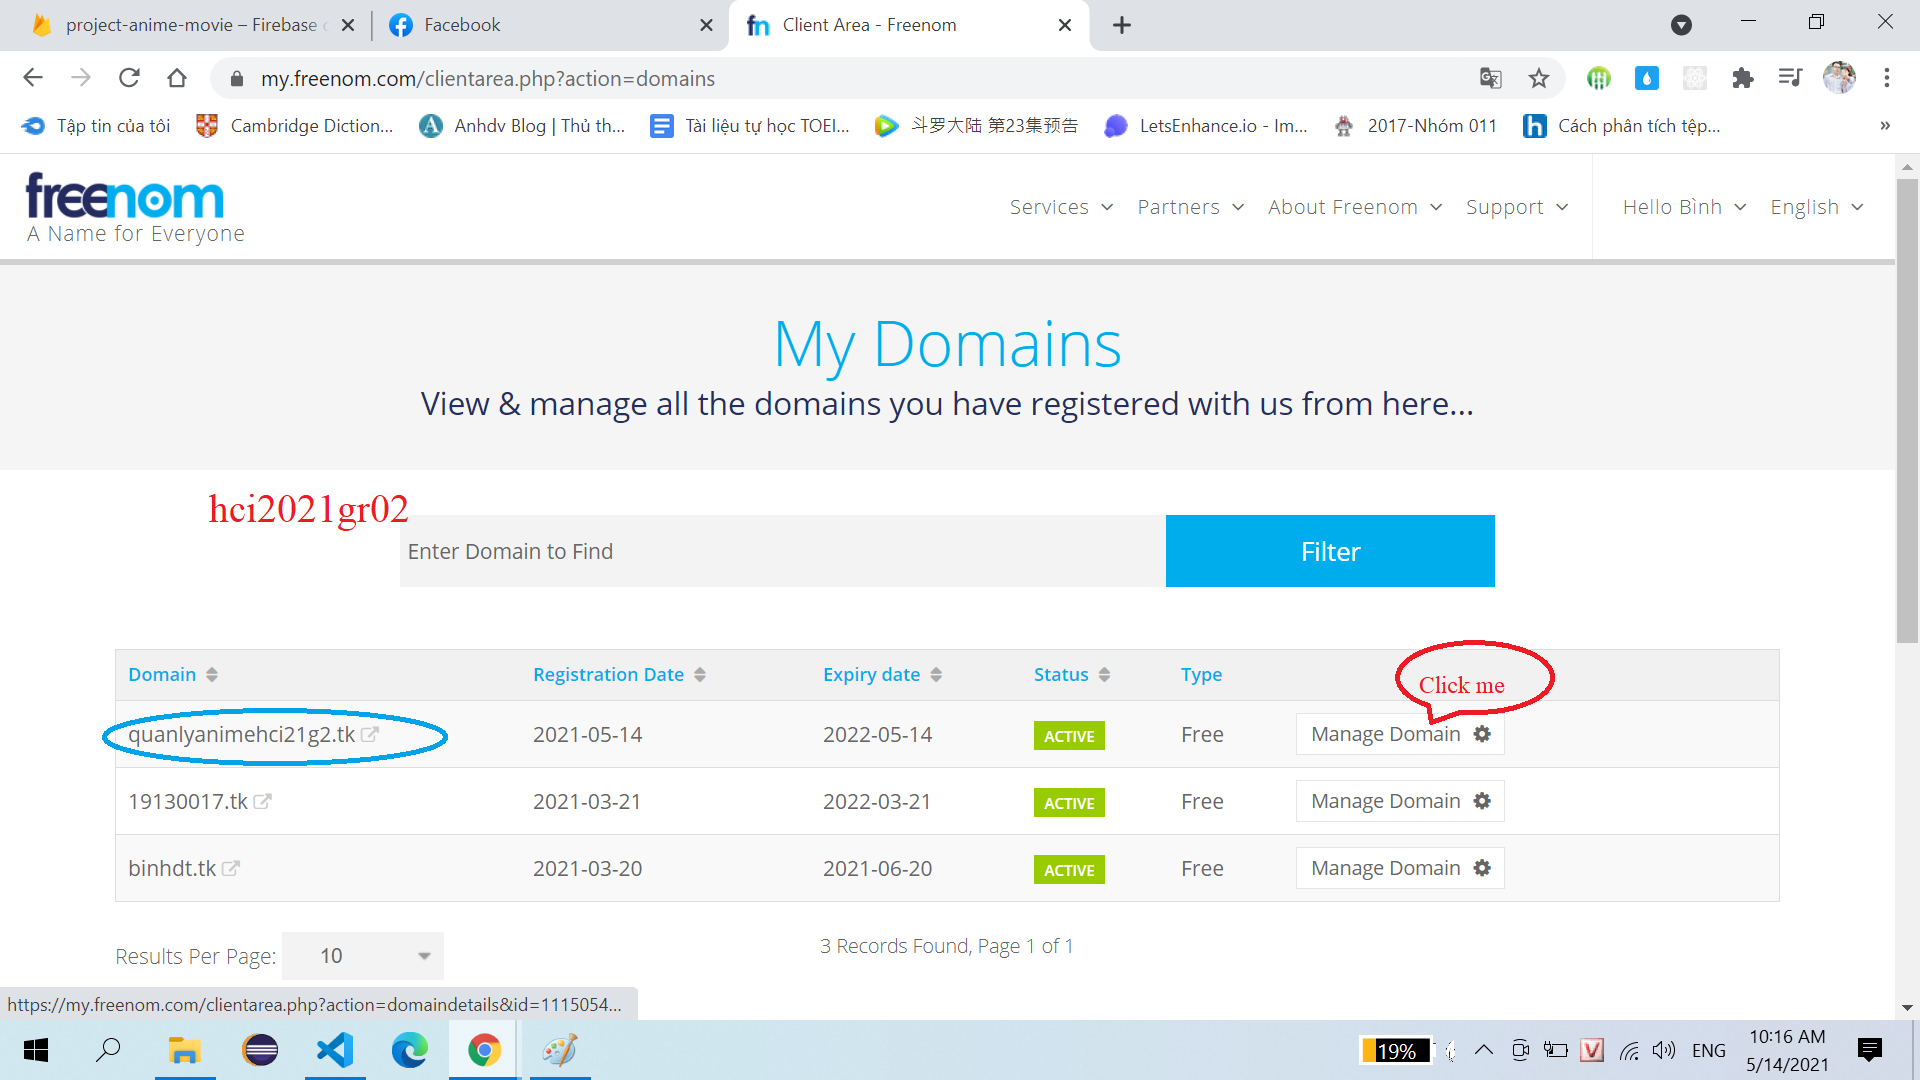 project-anime-movie – Firebase c
Facebook
Client Area - Freenom
my.freenom.com/clientarea.php?action=domains
Tập tin của tôi
Cambridge Diction...
Anhdv Blog | Thủ th...
Tài liệu tự học TOEI...
斗罗大陆 第23集预告
LetsEnhance.io - Im...
2017-Nhóm 011
Cách phân tích tệp...
»
freenom
A Name for Everyone
Services
Partners
About Freenom
Support
Hello Bình
English
My Domains
View & manage all the domains you have registered with us from here...
hci2021gr02
Enter Domain to Find
Filter
Domain
Registration Date
Expiry date
Status
Type
Click me
quanlyanimehci21g2.tk
2021-05-14
2022-05-14
ACTIVE
Free
Manage Domain
19130017.tk
2021-03-21
2022-03-21
ACTIVE
Free
Manage Domain
binhdt.tk
2021-03-20
2021-06-20
ACTIVE
Free
Manage Domain
Results Per Page:
10
3 Records Found, Page 1 of 1
https://my.freenom.com/clientarea.php?action=domaindetails&id=1115054...
19%
ENG
10:16 AM
5/14/2021